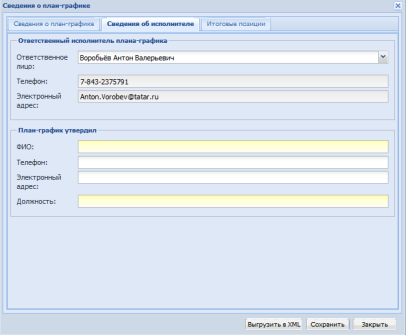 Сведения о план-графике
Сведения о план-графика Сведения об исполнителе Итоговые позиции
Ответственный исполнитель плана-графика
Ответственное лицо: Воробьёв Антон Валерьевич
Телефон: 7-843-2375791
Электронный адрес: Anton.Vorobev@tatar.ru
План-график утвердил
ФИО:
Телефон:
Электронный адрес:
Должность:
Выгрузить в XML Сохранить Закрыть